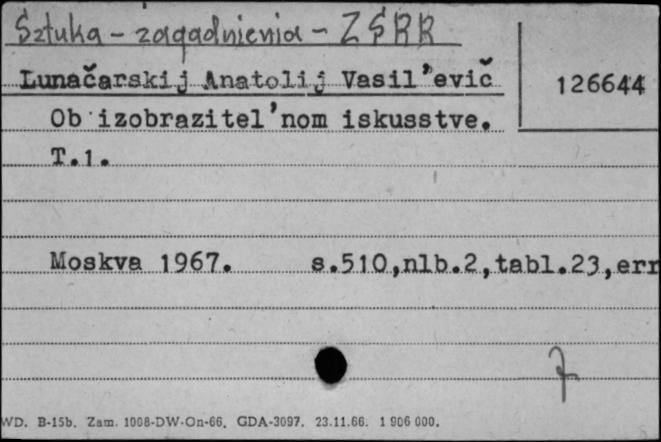 Sztuka - zagadnienia - ZSRR
Lunačarskij Anatolij Vasil'evič
126644
Ob izobrazitel'nom iskusstve.
T.1.
Moskva 1967. s.510,nlb.2,tabl.23,err
WD. B-15b. Zam. 1008-DW-On-66. GDA-3097. 23.11.66. 1 906 000.